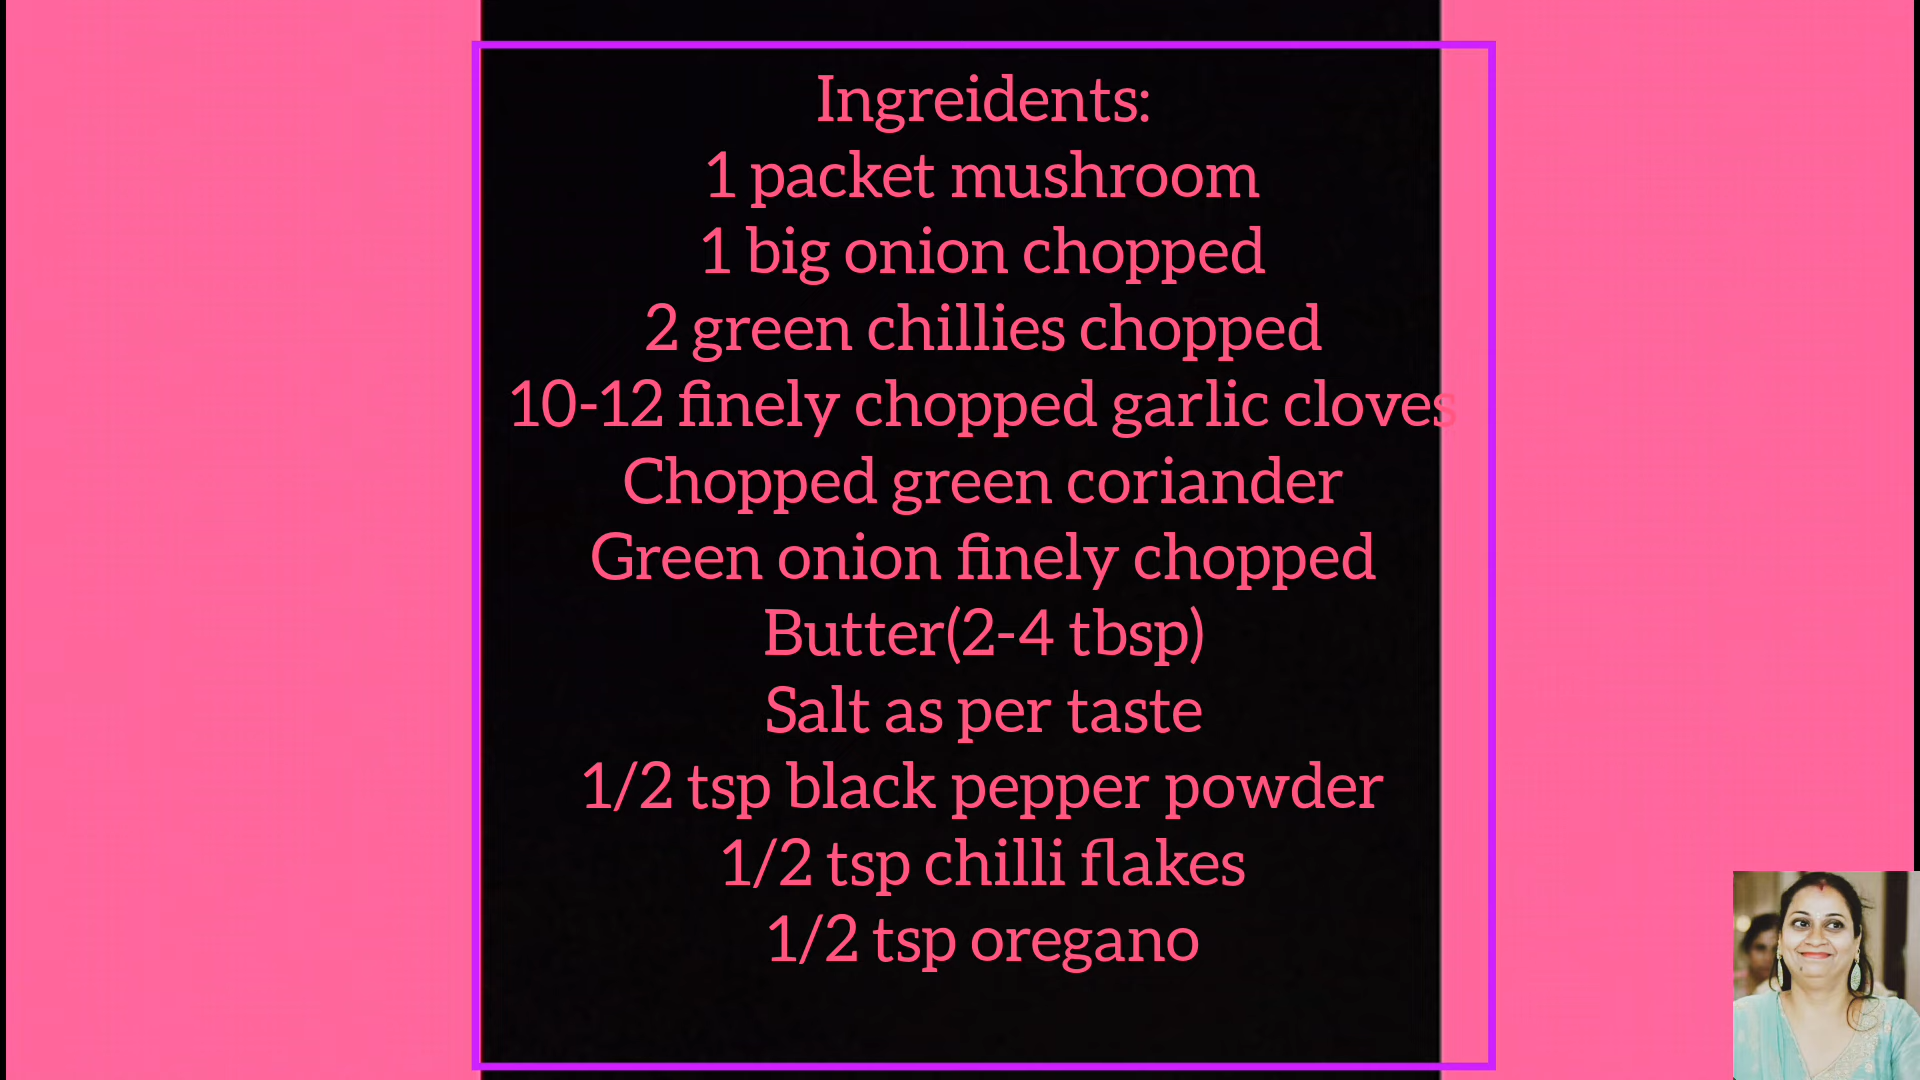 Ingreidents:
1 packet mushroom
1 big onion chopped
2 green chillies chopped
10-12 finely chopped garlic cloves
Chopped green coriander
Green onion finely chopped
Butter(2-4 tbsp)
Salt as per taste
1/2 tsp black pepper powder
1/2 tsp chilli flakes
1/2 tsp oregano